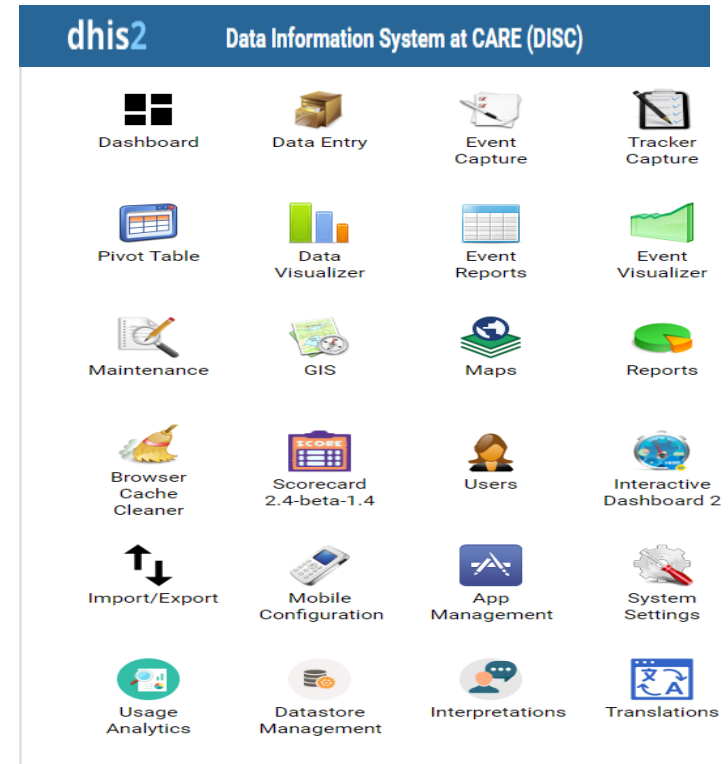 dhis2 Data Information System at CARE (DISC)
Dashboard
Data Entry
Event
Capture
Tracker
Capture
Pivot Table
Data
Visualizer
Event
Reports
Event
Visualizer
Maintenance
GIS
Maps
Reports
Browser
Cache
Cleaner
SCORE
Scorecard
2.4-beta-1.4
Users
Interactive
Dashboard 2
Import/Export
Mobile
Configuration
App
Management
System
Settings
Usage
Analytics
Datastore
Management
Interpretations
A
Translations